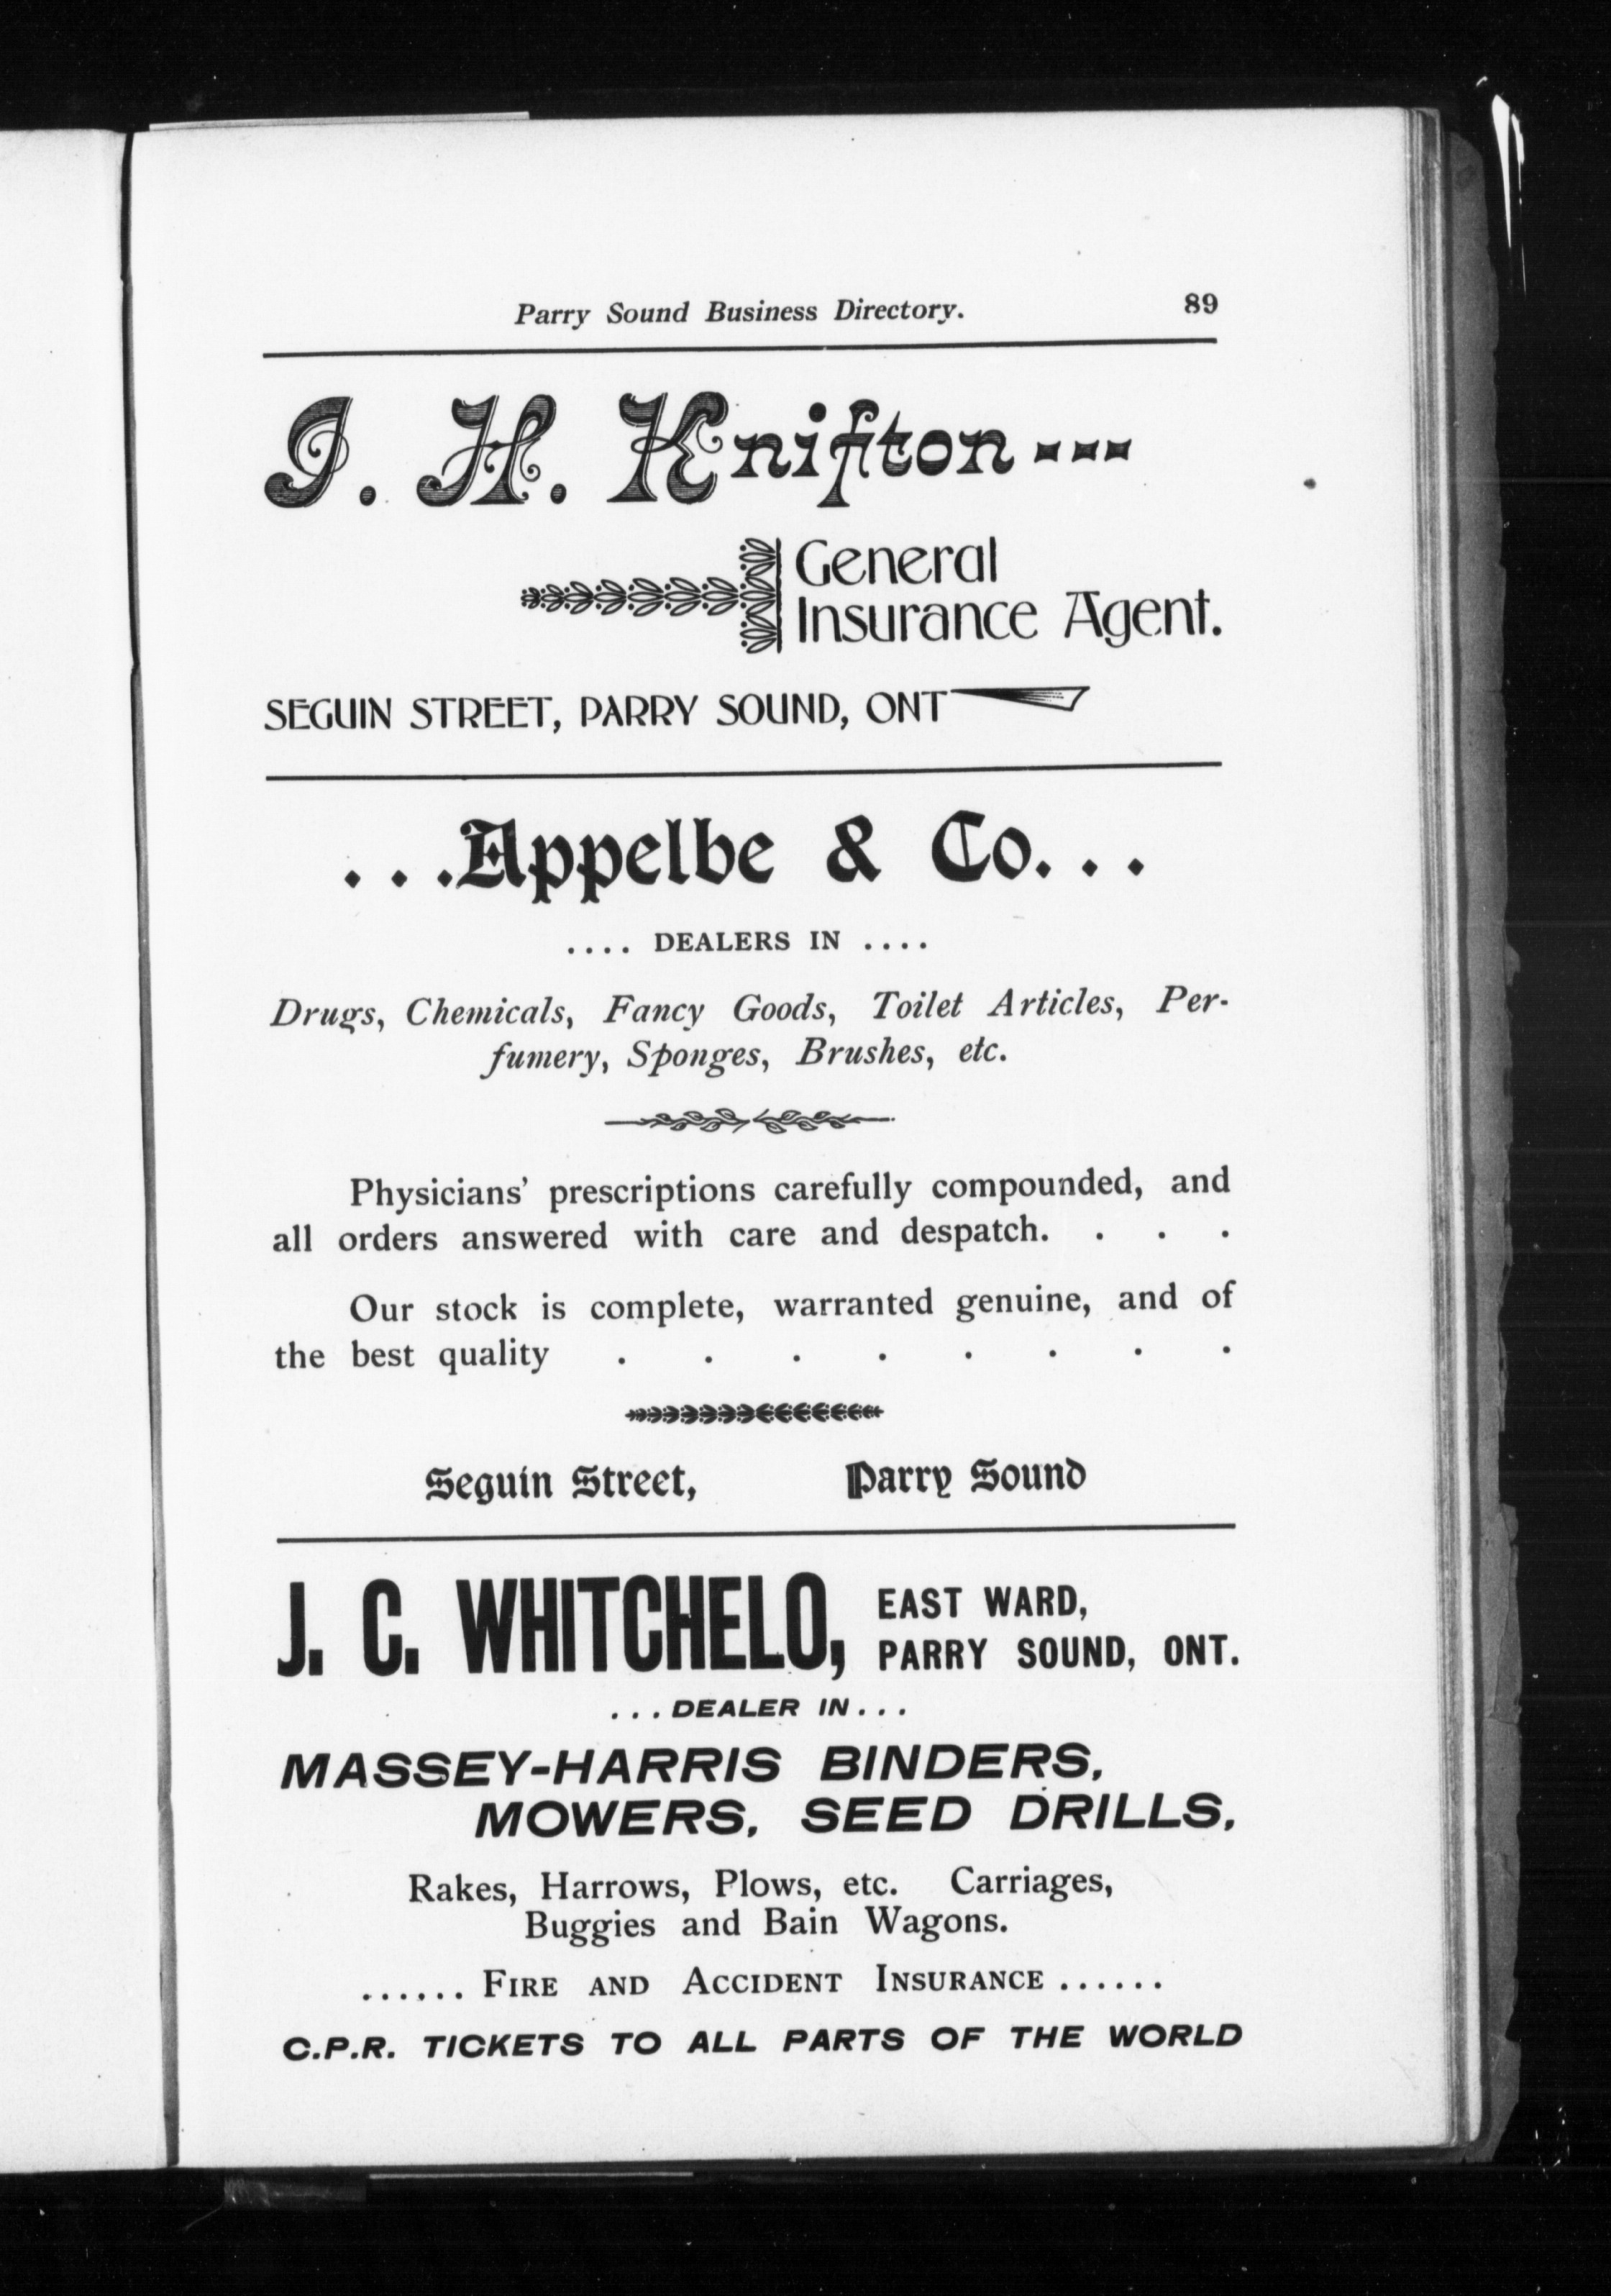 Parry Sound Business Directory. 89
J. H. Knifton---
General
Insurance Agent.
SEGUIN STREET, PARRY SOUND, ONT
...Appelbe & Co...
.... DEALERS IN ....
Drugs, Chemicals, Fancy Goods, Toilet Articles, Per-
fumery, Sponges, Brushes, etc.
Physicians' prescriptions carefully compounded, and
all orders answered with care and despatch. . . .
Our stock is complete, warranted genuine, and of
the best quality . . . . . . . .
Seguin Street, Parry Sound
J. C. WHITCHELO, EAST WARD,
PARRY SOUND, ONT.
...DEALER IN...
MASSEY-HARRIS BINDERS,
MOWERS, SEED DRILLS,
Rakes, Harrows, Plows, etc. Carriages,
Buggies and Bain Wagons.
......FIRE AND ACCIDENT INSURANCE......
C.P.R. TICKETS TO ALL PARTS OF THE WORLD